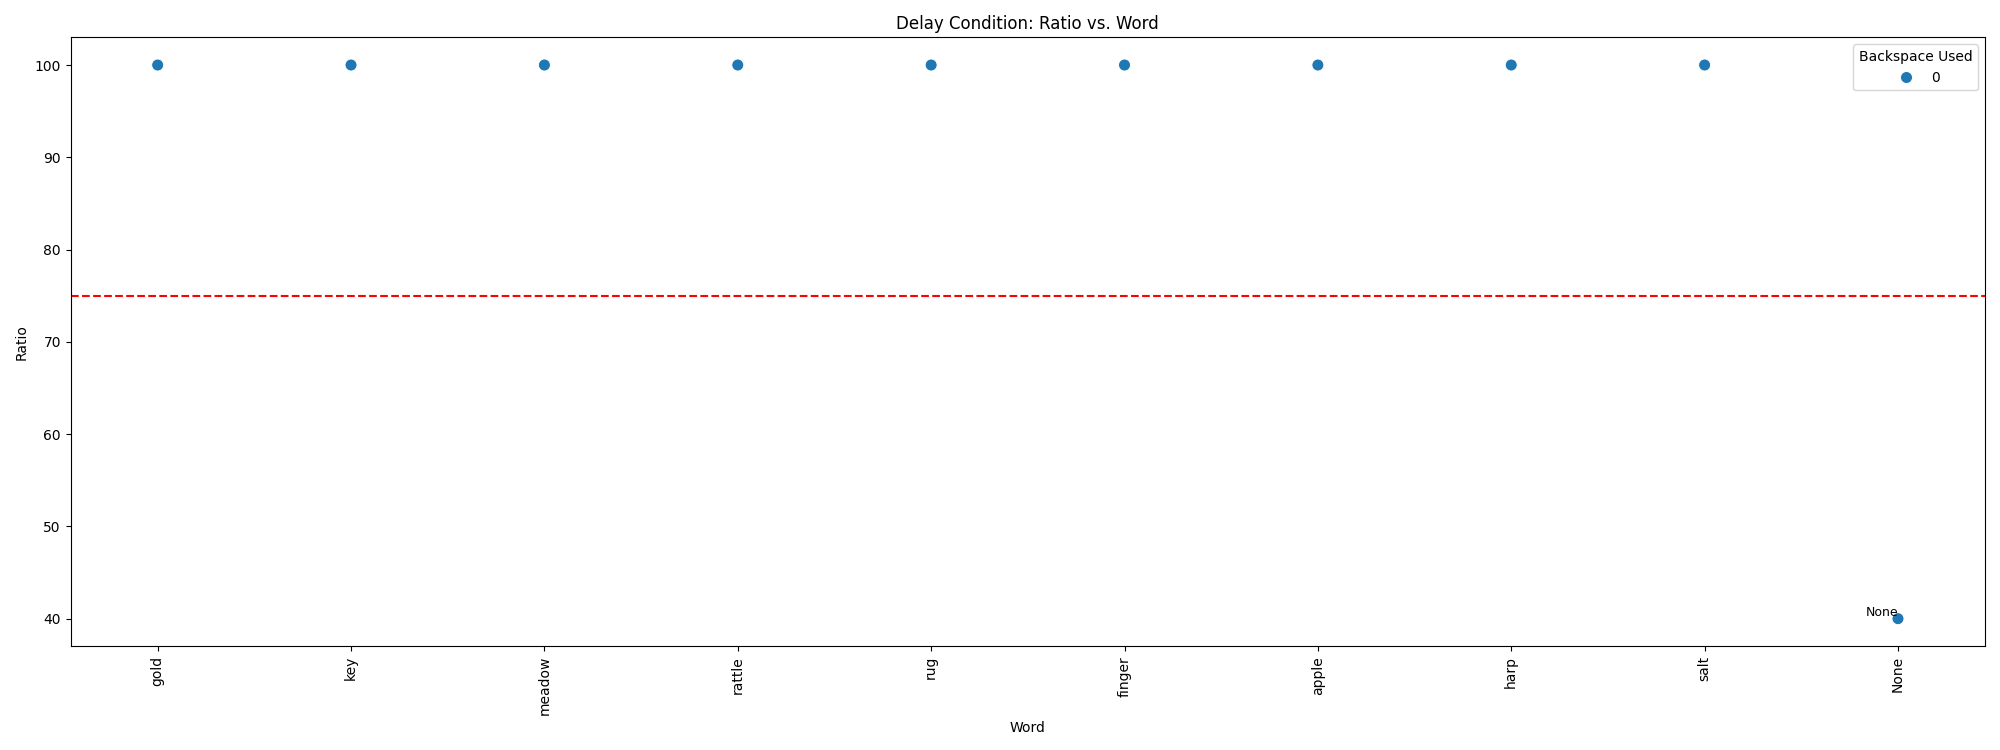 Delay Condition: Ratio vs. Word
Backspace Used
0
100
90
80
70
60
50
40
Ratio
None
gold
key
meadow
rattle
rug
finger
apple
harp
salt
None
Word